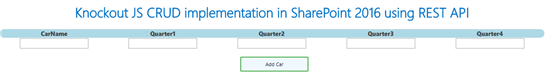 Knockout JS CRUD implementation in SharePoint 2016 using REST API
CarName Quarter1 Quarter2 Quarter3 Quarter4
Add Car